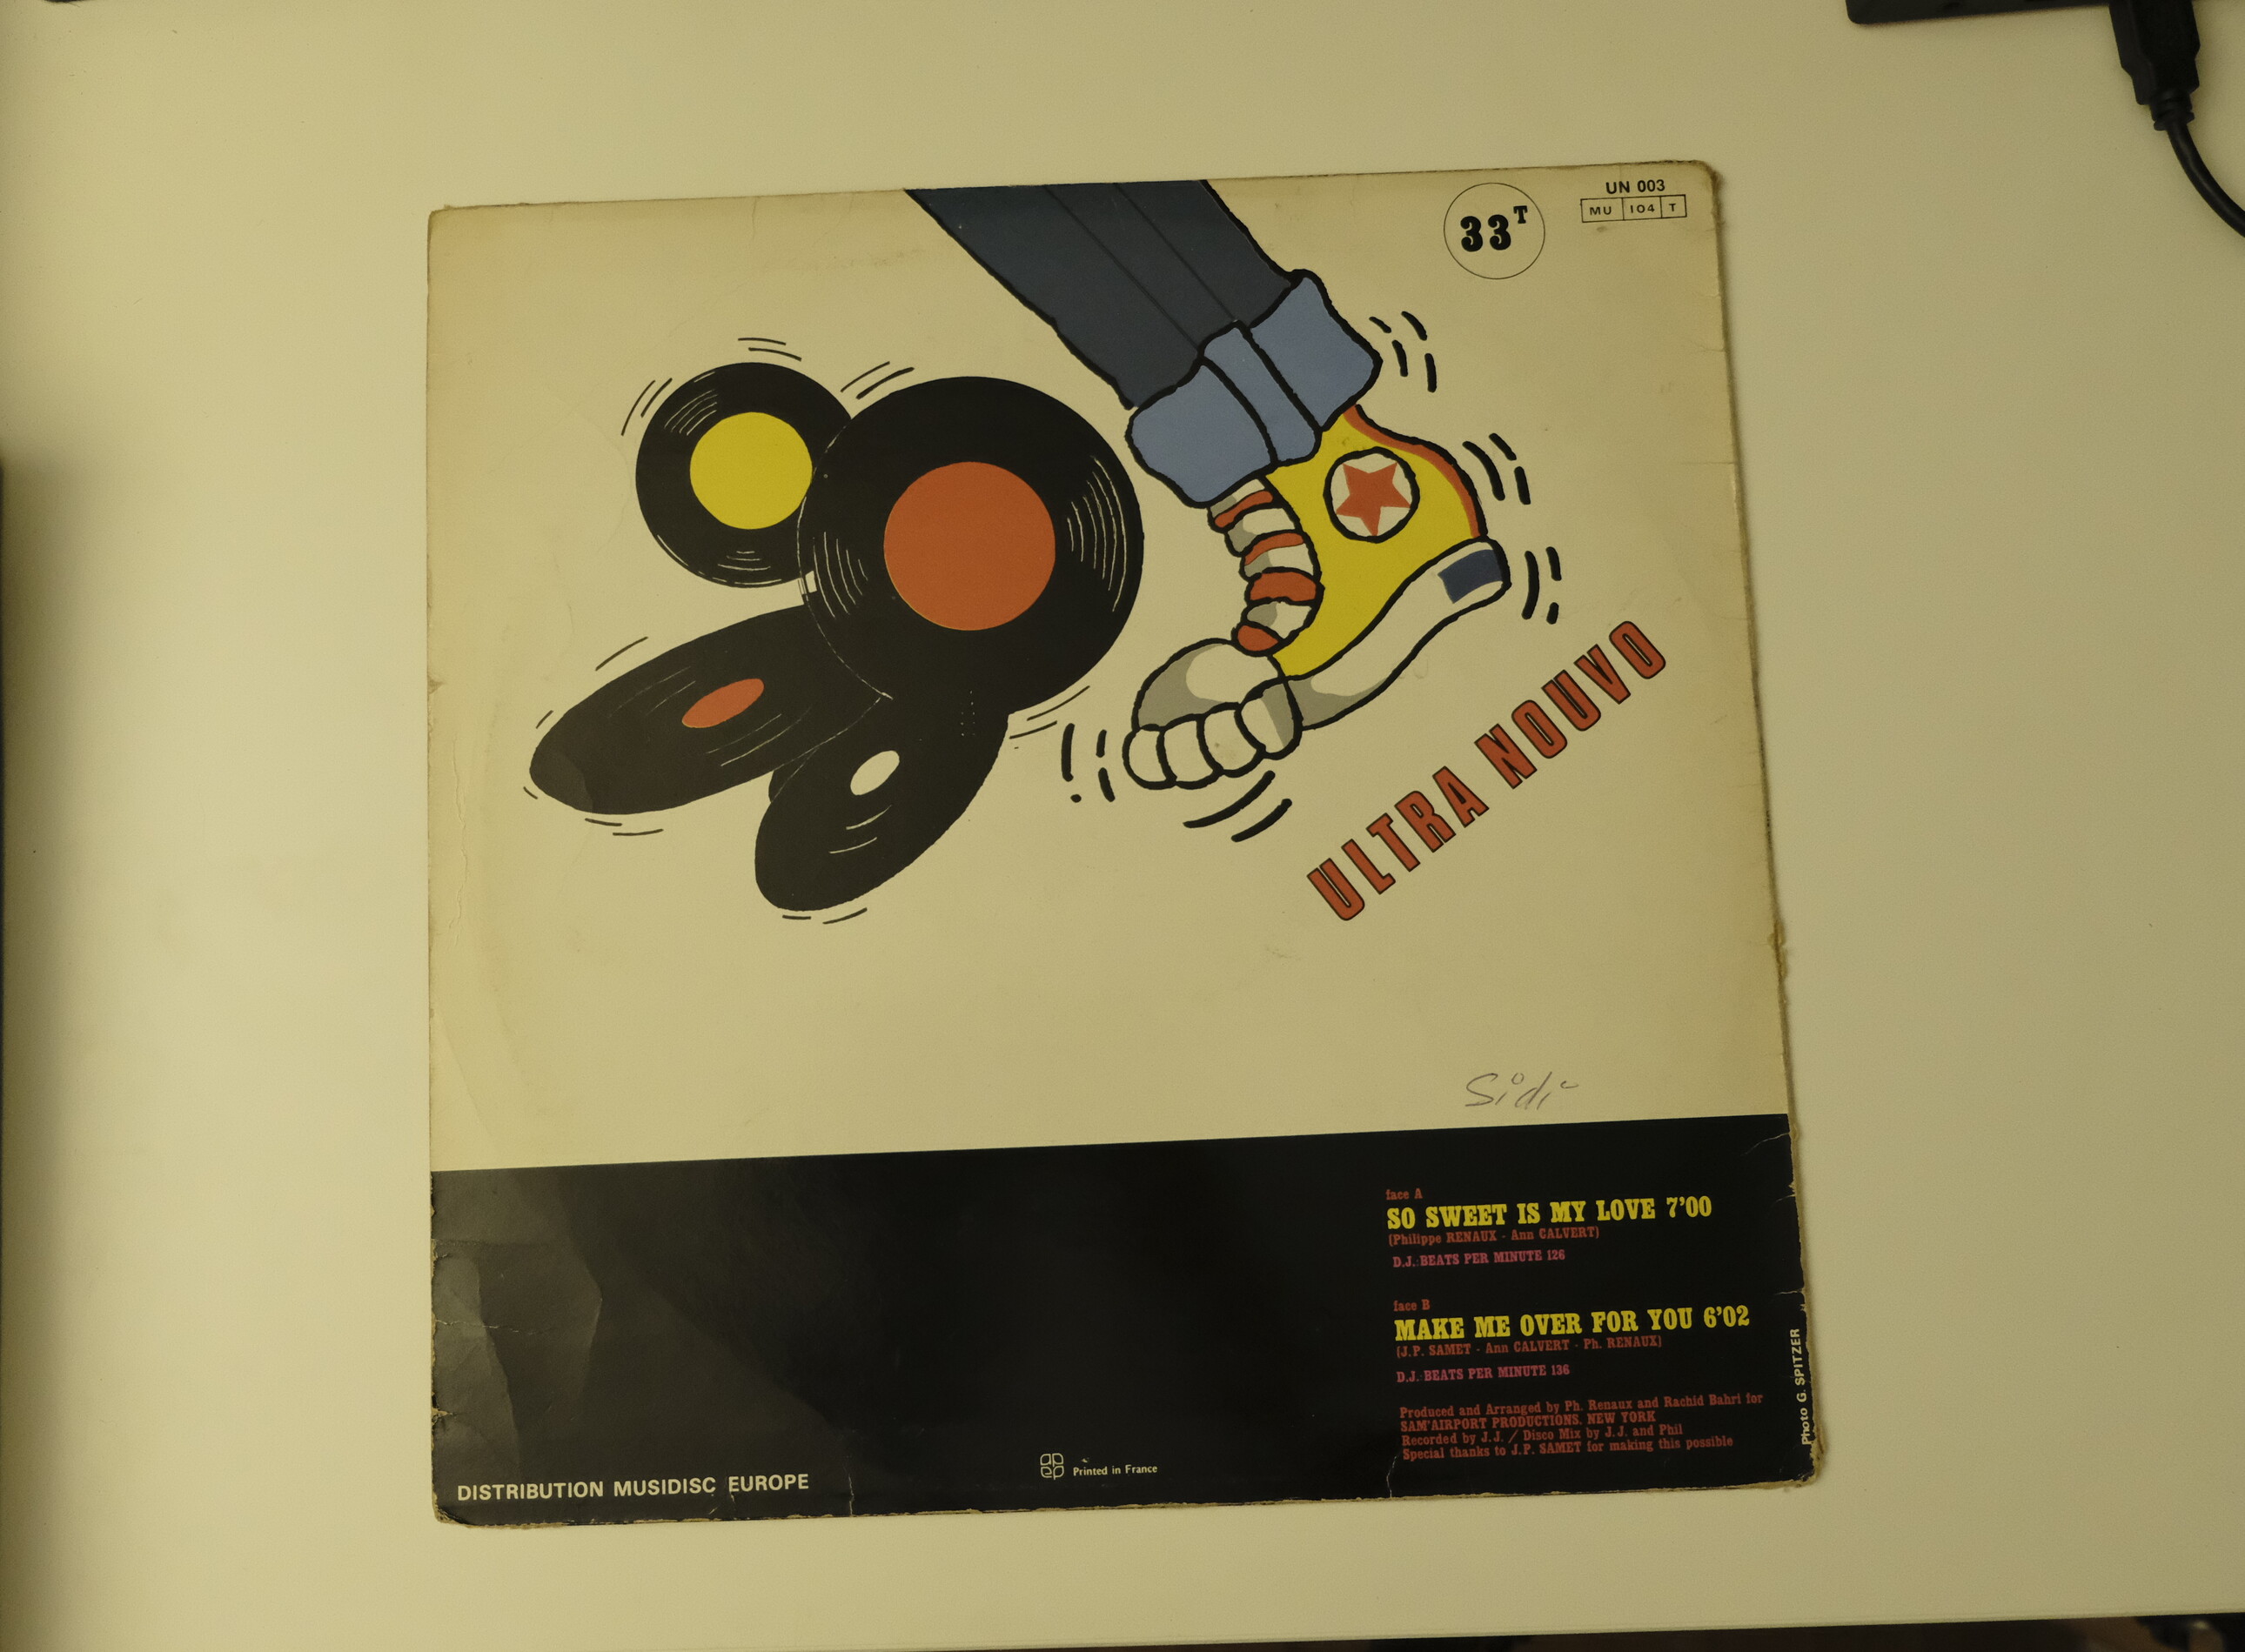 33T
UN 003
MU 104 T
ULTRA NOUVO
Sidi
face A
SO SWEET IS MY LOVE 7'00
(Philippe RENAUX - Ann CALVERT)
D.J. BEATS PER MINUTE 126
face B
MAKE ME OVER FOR YOU 6'02
(J.P. SAMET - Ann CALVERT - Ph. RENAUX)
D.J. BEATS PER MINUTE 136
Produced and Arranged by Ph. Renaux and Rachid Bahri for
SAM'AIRPORT PRODUCTIONS. NEW YORK
Recorded by J.J. / Disco Mix by J.J. and Phil
Special thanks to J.P. SAMET for making this possible
Photo G. SPITZER
DISTRIBUTION MUSIDISC EUROPE
Printed in France